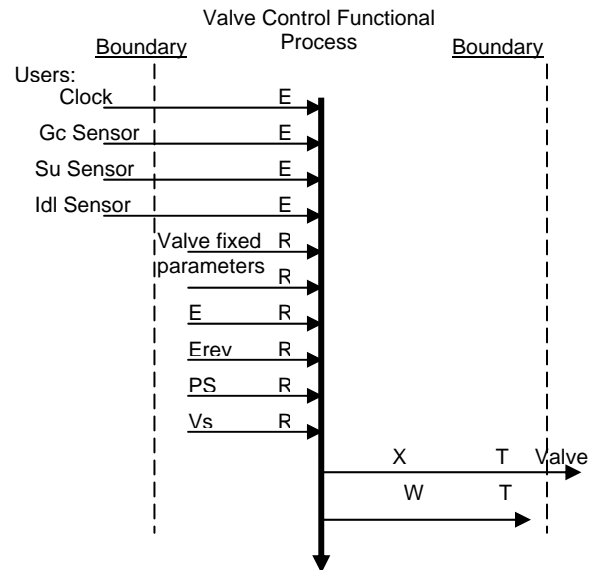 Valve Control Functional
Process
Boundary
Boundary
Users:
Clock E
Gc Sensor E
Su Sensor E
Idl Sensor E
Valve fixed R
parameters
R
E R
Erev R
PS R
Vs R
X T Valve
W T